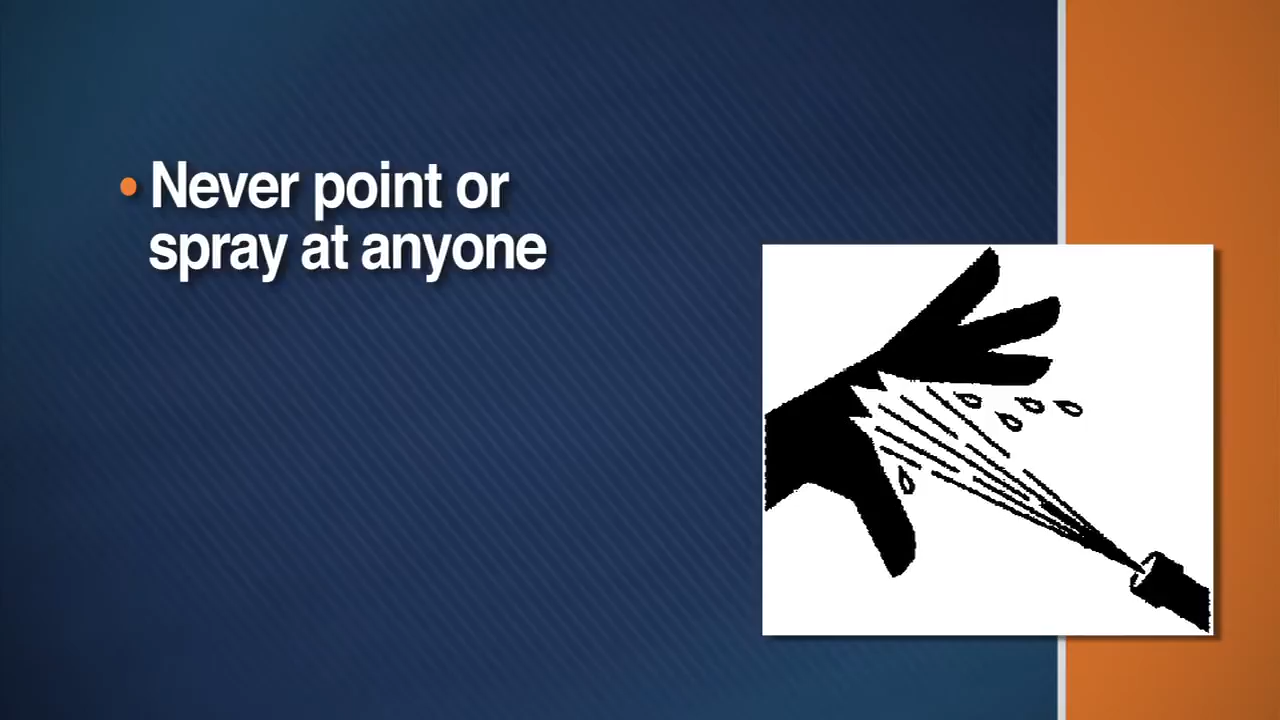 • Never point or
spray at anyone